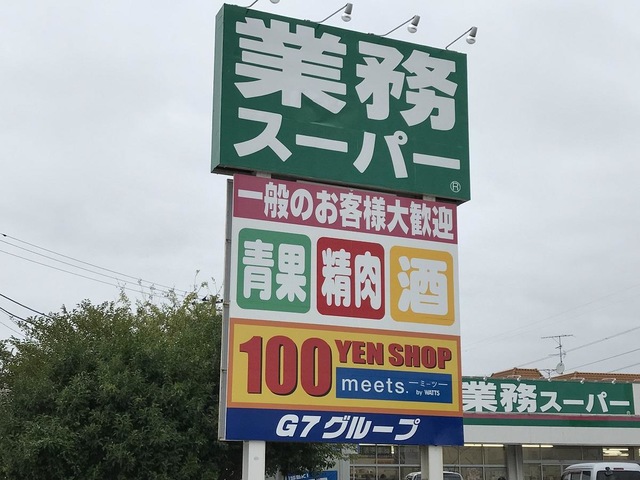 業務
スーパー
®
一般のお客様大歓迎
青果 精肉 酒
100 YEN SHOP
meets. ーミーツー
by WATTS
G7グループ
業務スーパー